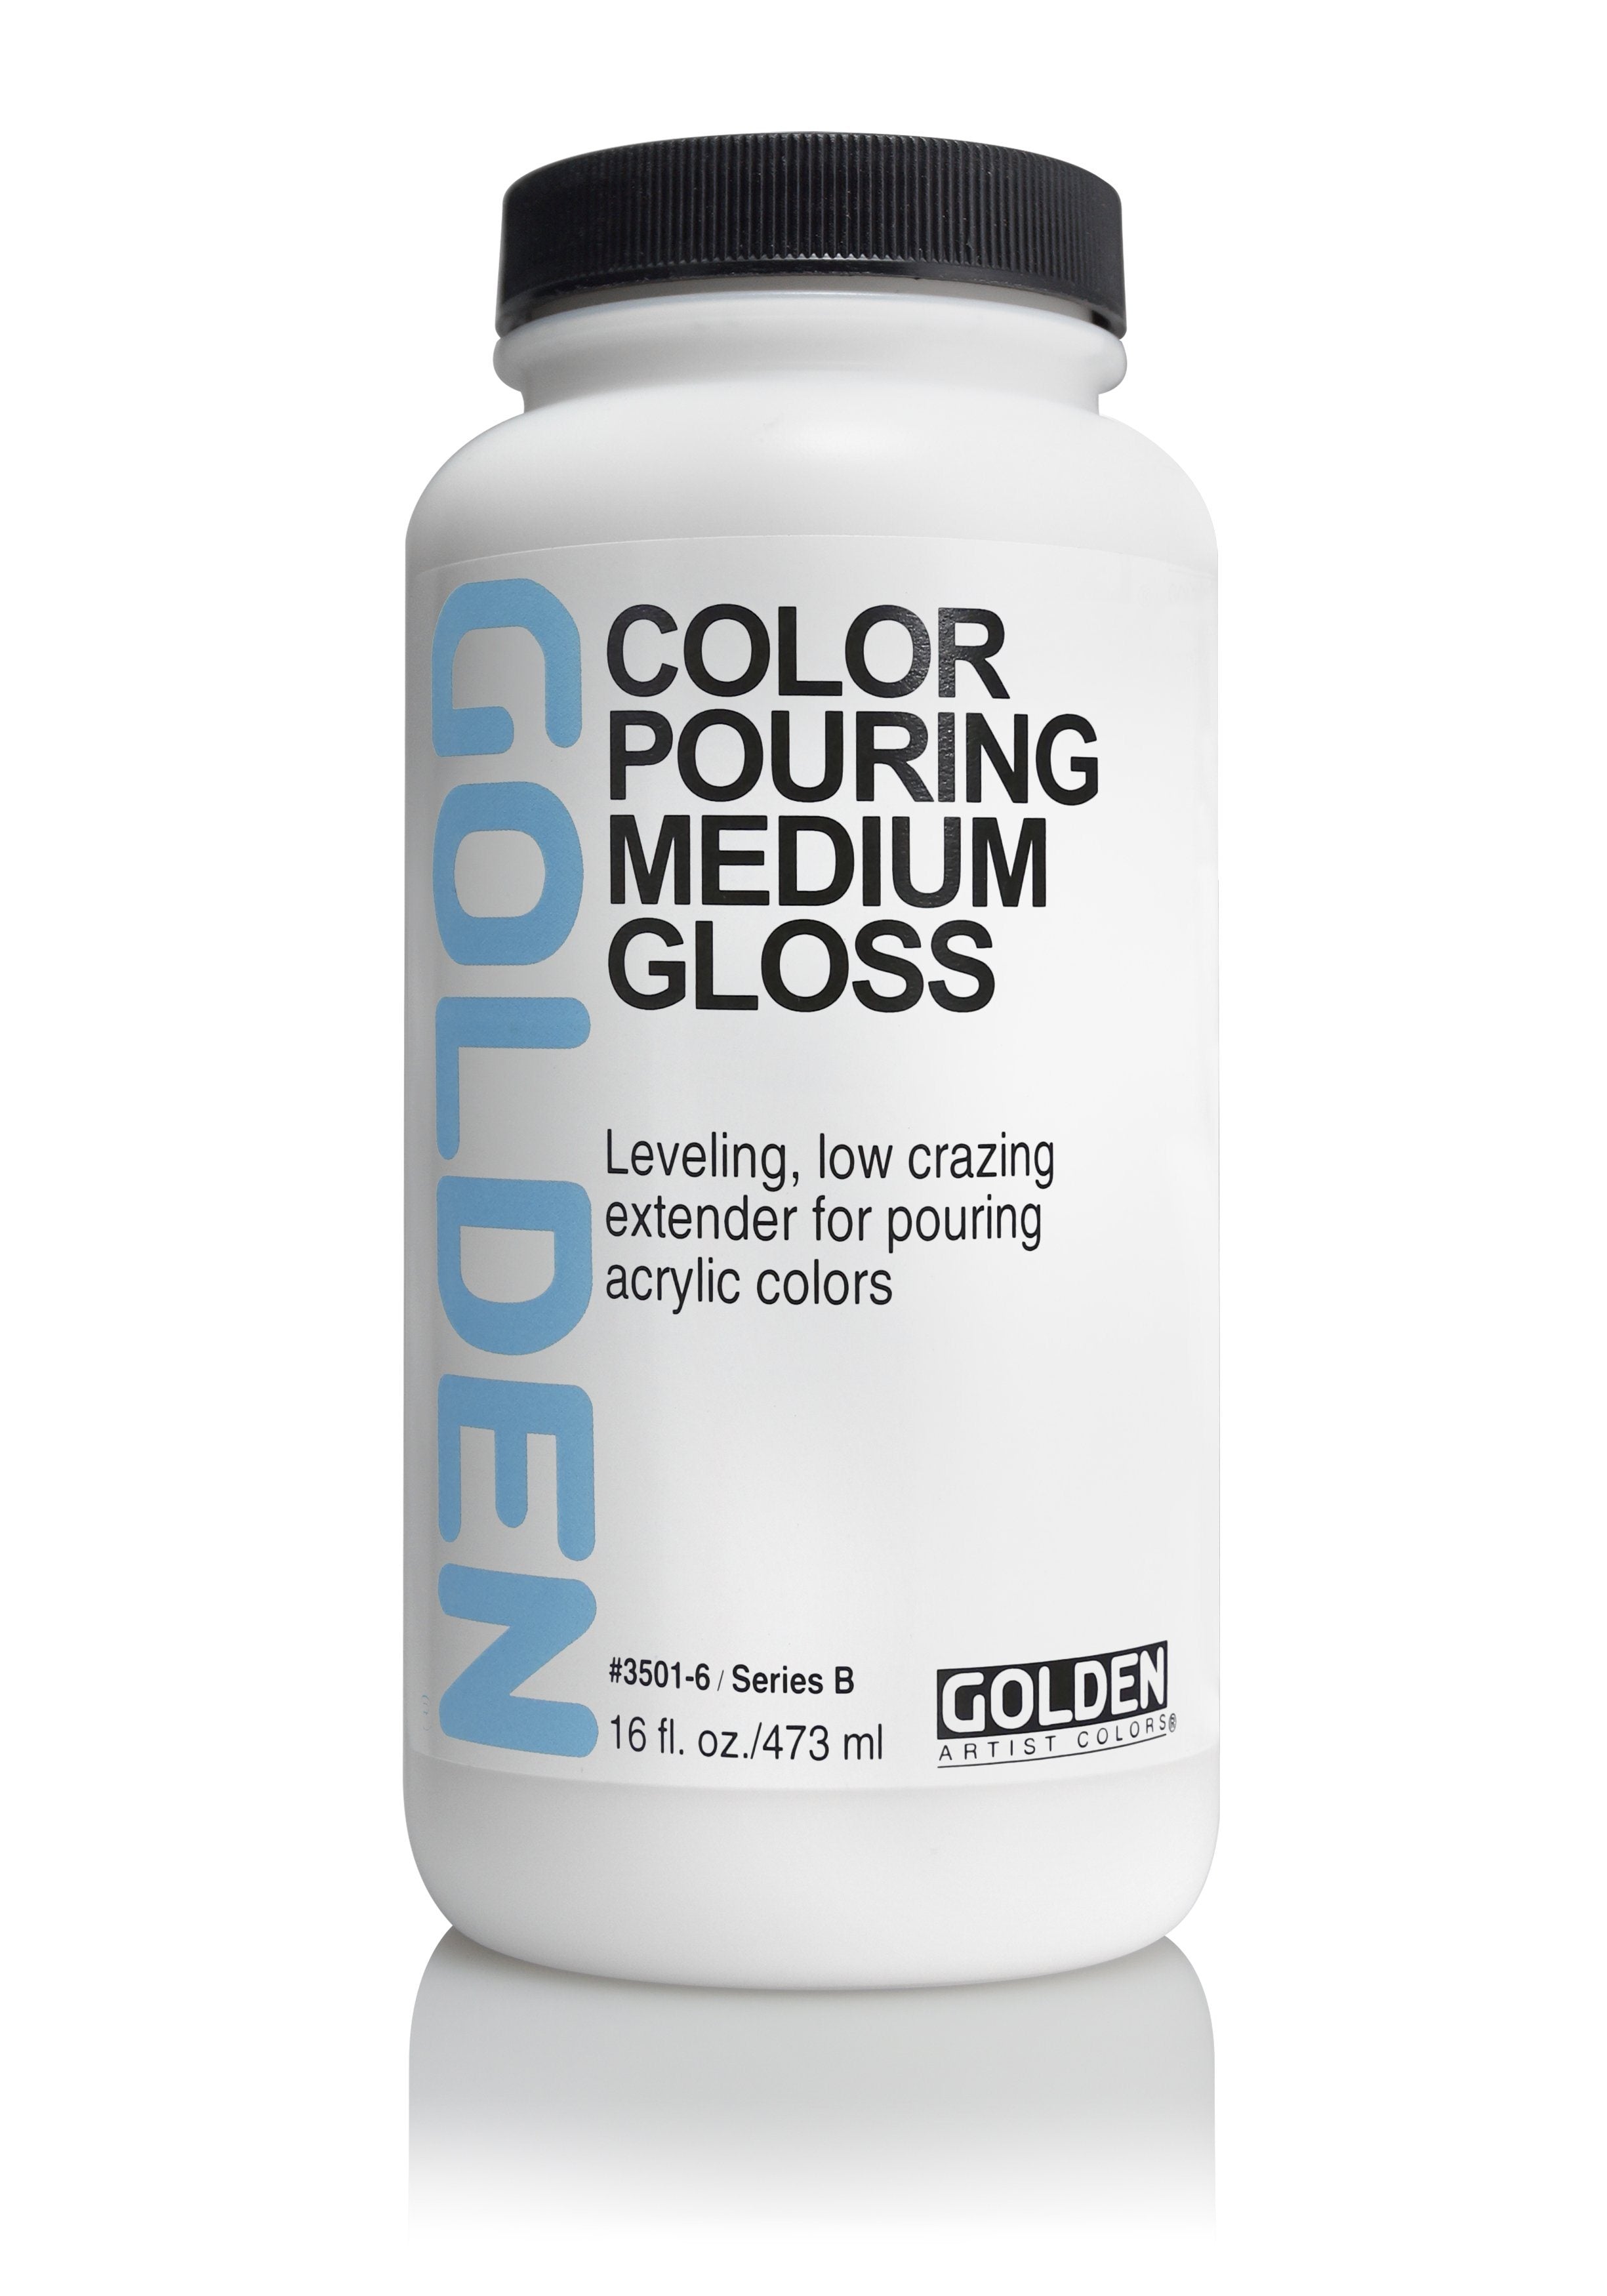 GOLDEN
COLOR
POURING
MEDIUM
GLOSS
Leveling, low crazing
extender for pouring
acrylic colors
#3501-6 / Series B
16 fl. oz./473 ml
GOLDEN
ARTIST COLORS®